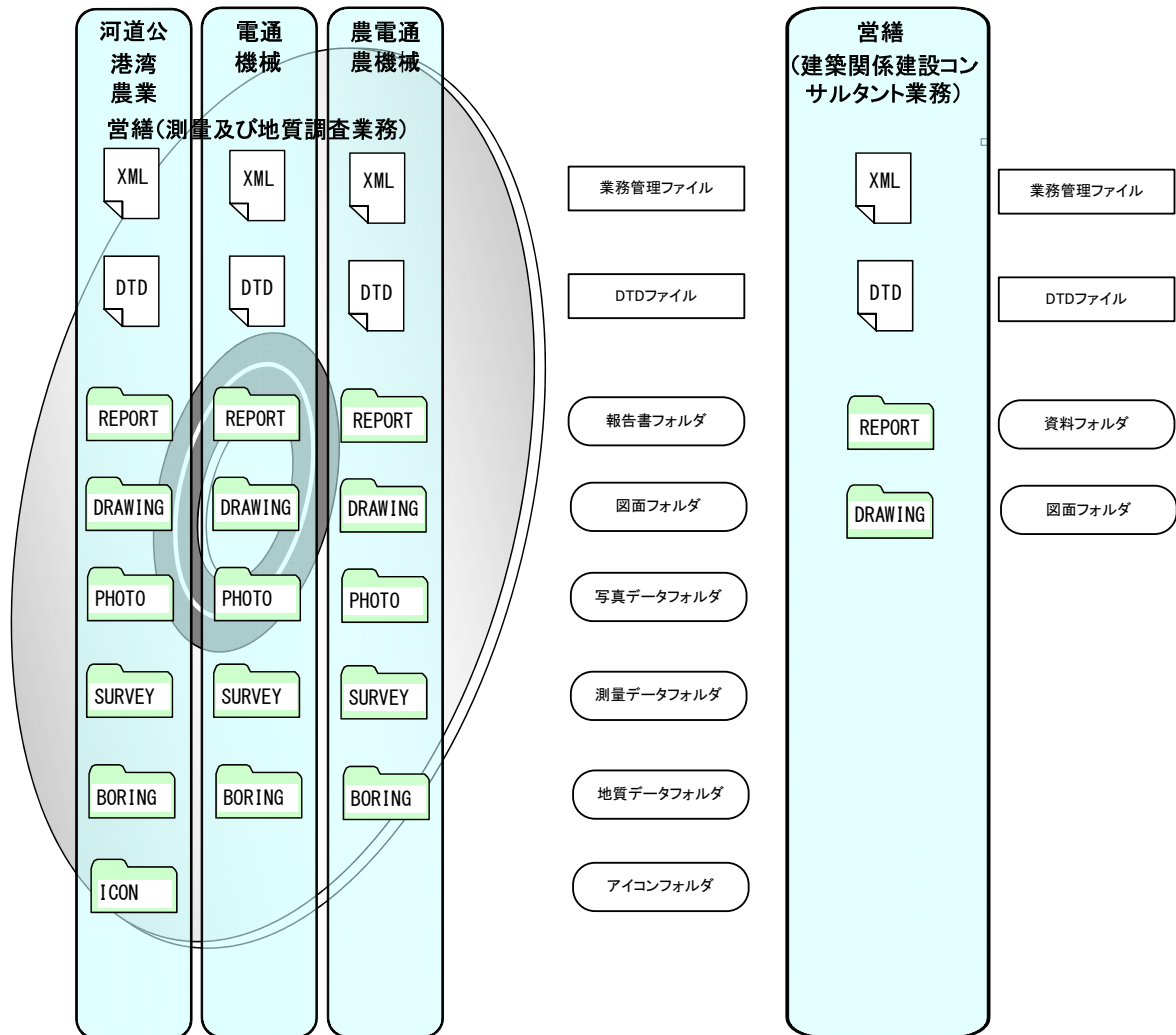 河道公
港湾
農業
電通
機械
農電通
農機械
営繕(測量及び地質調査業務)
営繕
(建築関係建設コン
サルタント業務)
XML
XML
XML
業務管理ファイル
XML
業務管理ファイル
DTD
DTD
DTD
DTDファイル
DTD
DTDファイル
REPORT
REPORT
REPORT
報告書フォルダ
REPORT
資料フォルダ
DRAWING
DRAWING
DRAWING
図面フォルダ
DRAWING
図面フォルダ
PHOTO
PHOTO
PHOTO
写真データフォルダ
SURVEY
SURVEY
SURVEY
測量データフォルダ
BORING
BORING
BORING
地質データフォルダ
ICON
アイコンフォルダ